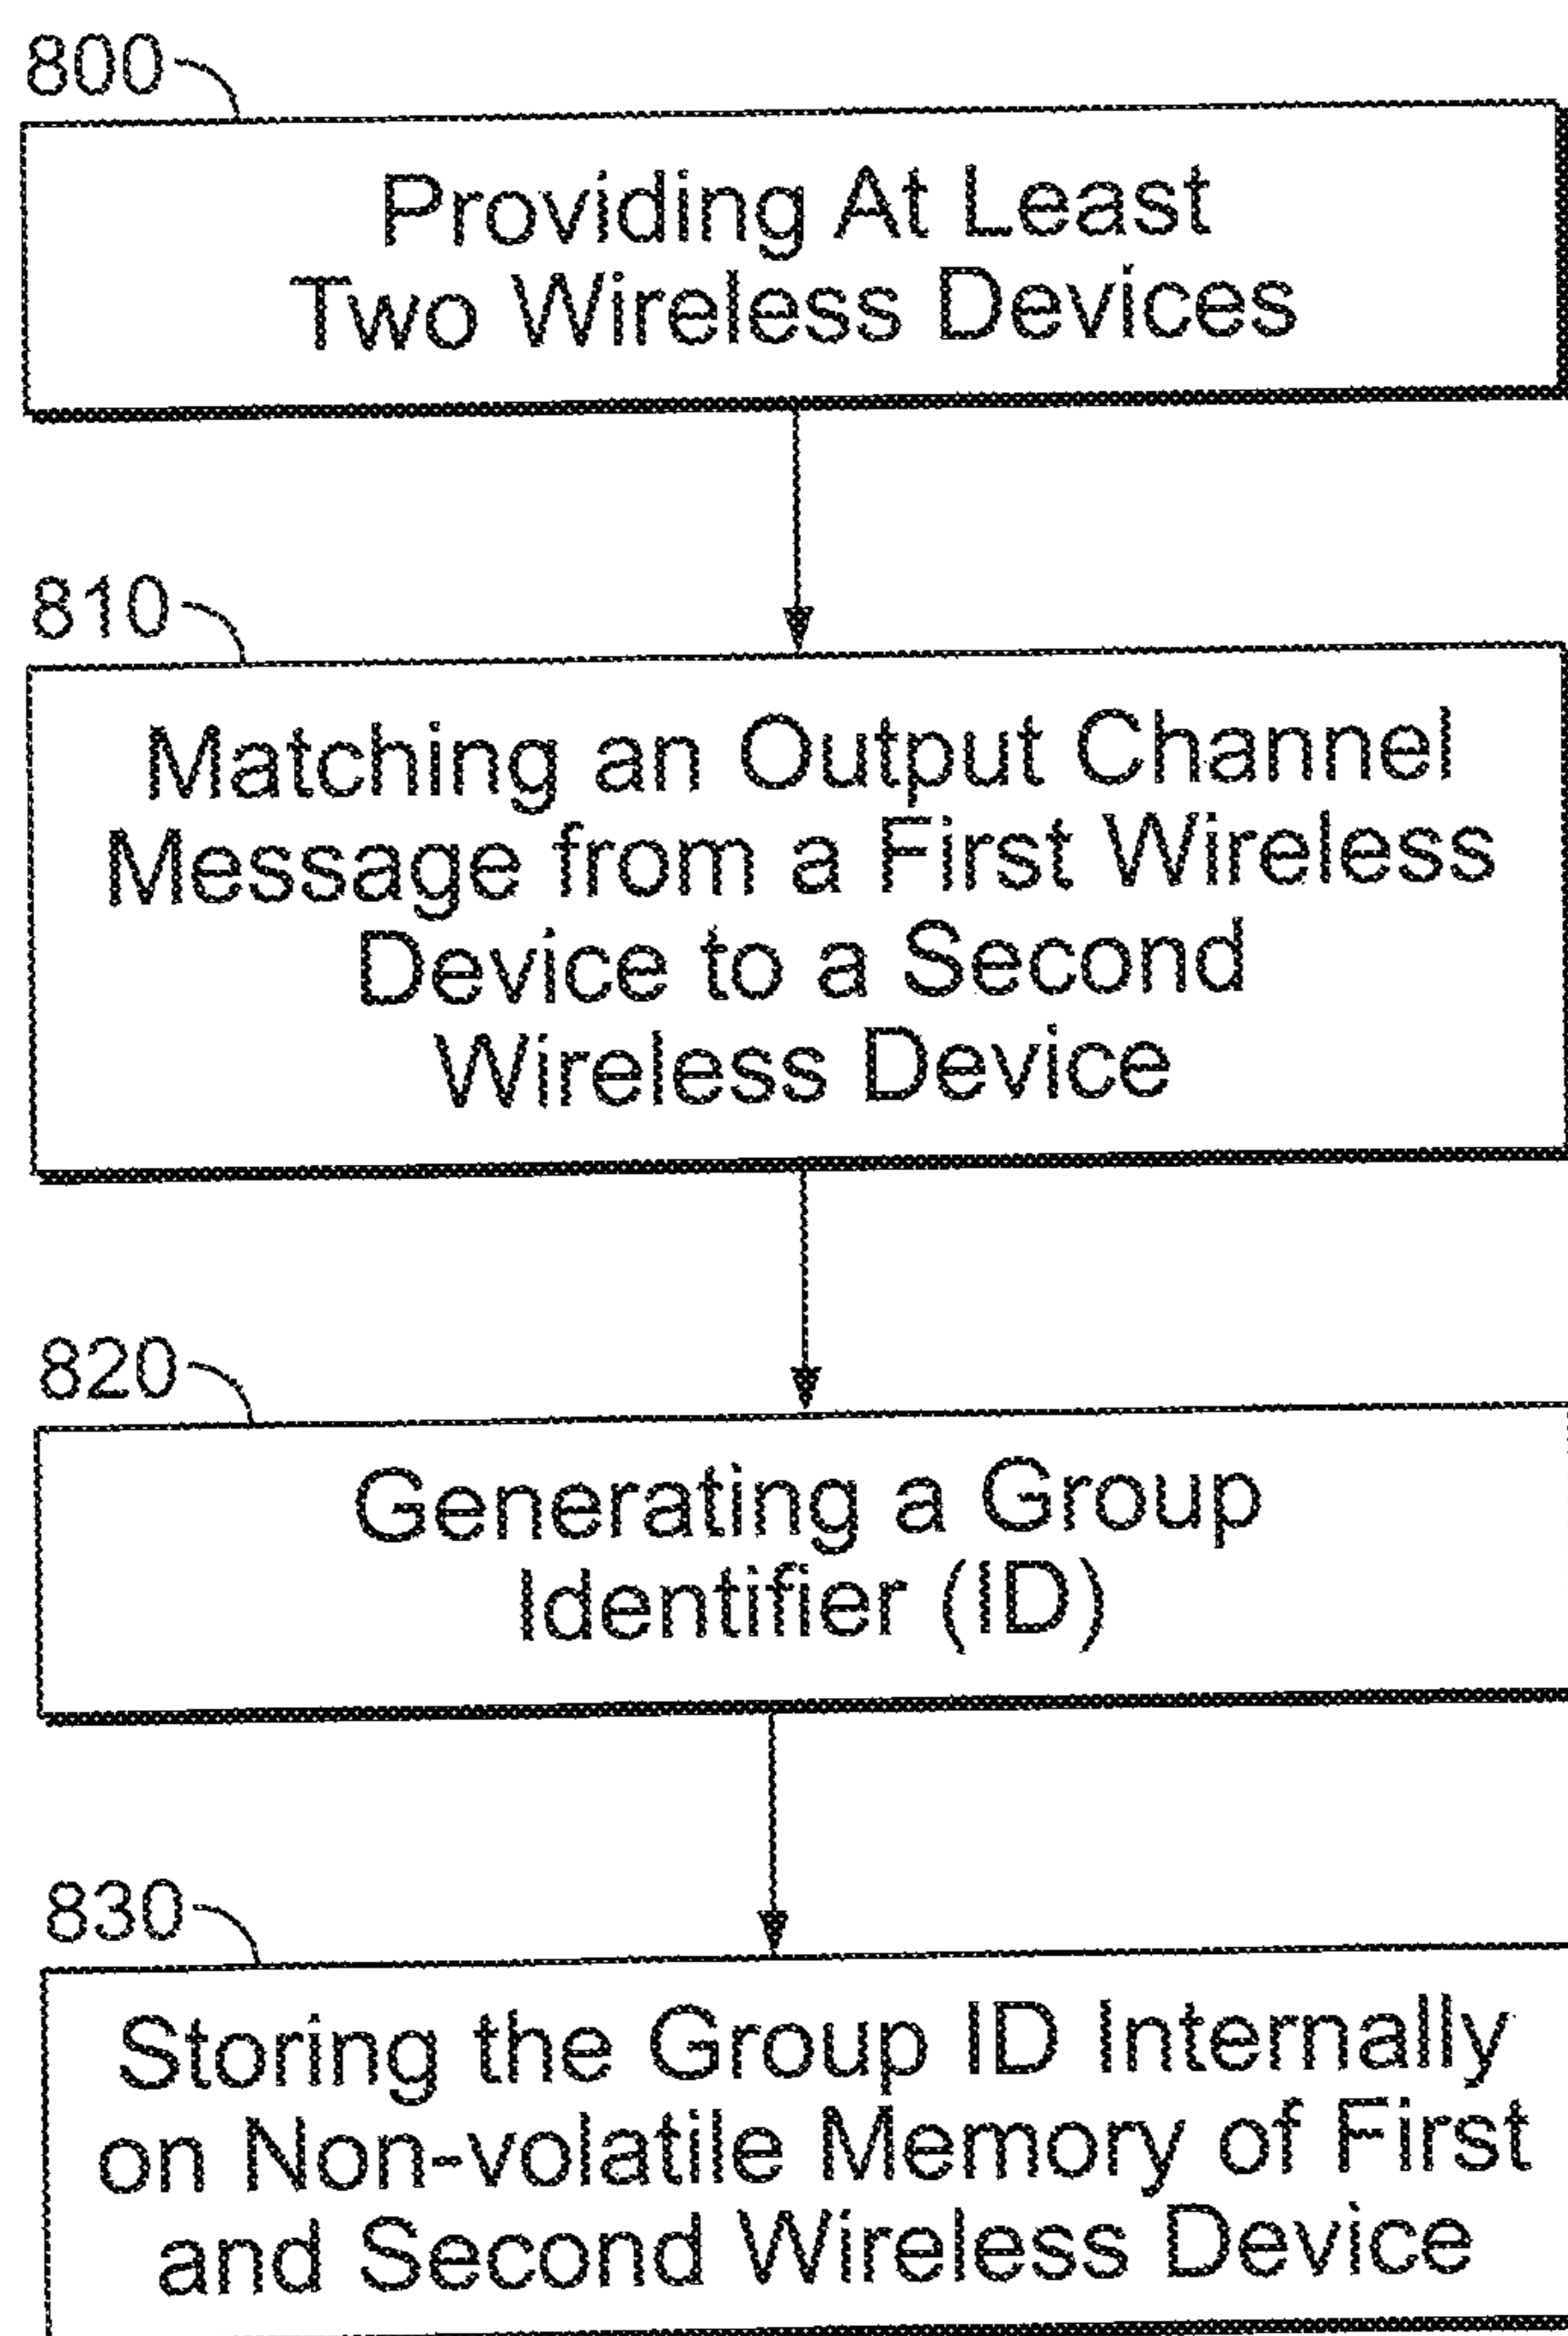 800
Providing At Least
Two Wireless Devices
810
Matching an Output Channel
Message from a First Wireless
Device to a Second
Wireless Device
820
Generating a Group
Identifier (ID)
830
Storing the Group ID Internally
on Non-volatile Memory of First
and Second Wireless Device